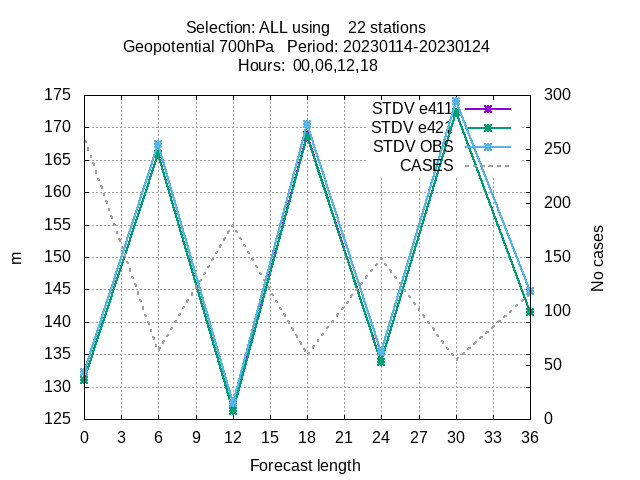 Selection: ALL using 22 stations
Geopotential 700hPa Period: 20230114-20230124
Hours: 00,06,12,18
175 300
170
165 250
160
155 200
150 150
145
140 100
135
130 50
125 0
m
No cases
STDV e411
STDV e421
STDV OBS
CASES
0 3 6 9 12 15 18 21 24 27 30 33 36
Forecast length